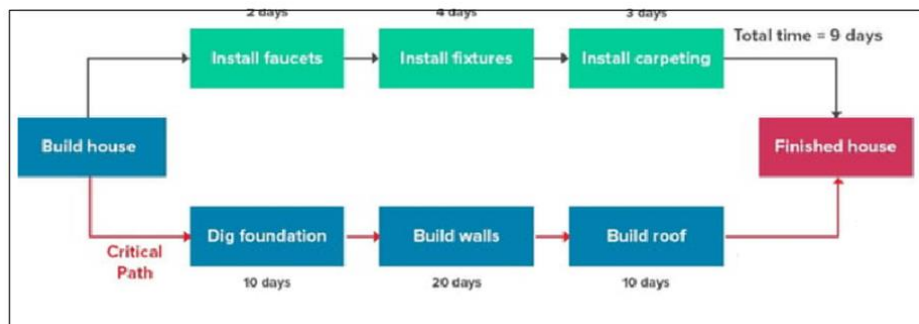 2 days
4 days
3 days
Total time = 9 days
Install faucets
Install fixtures
Install carpeting
Build house
Finished house
Critical
Path
Dig foundation
Build walls
Build roof
10 days
20 days
10 days